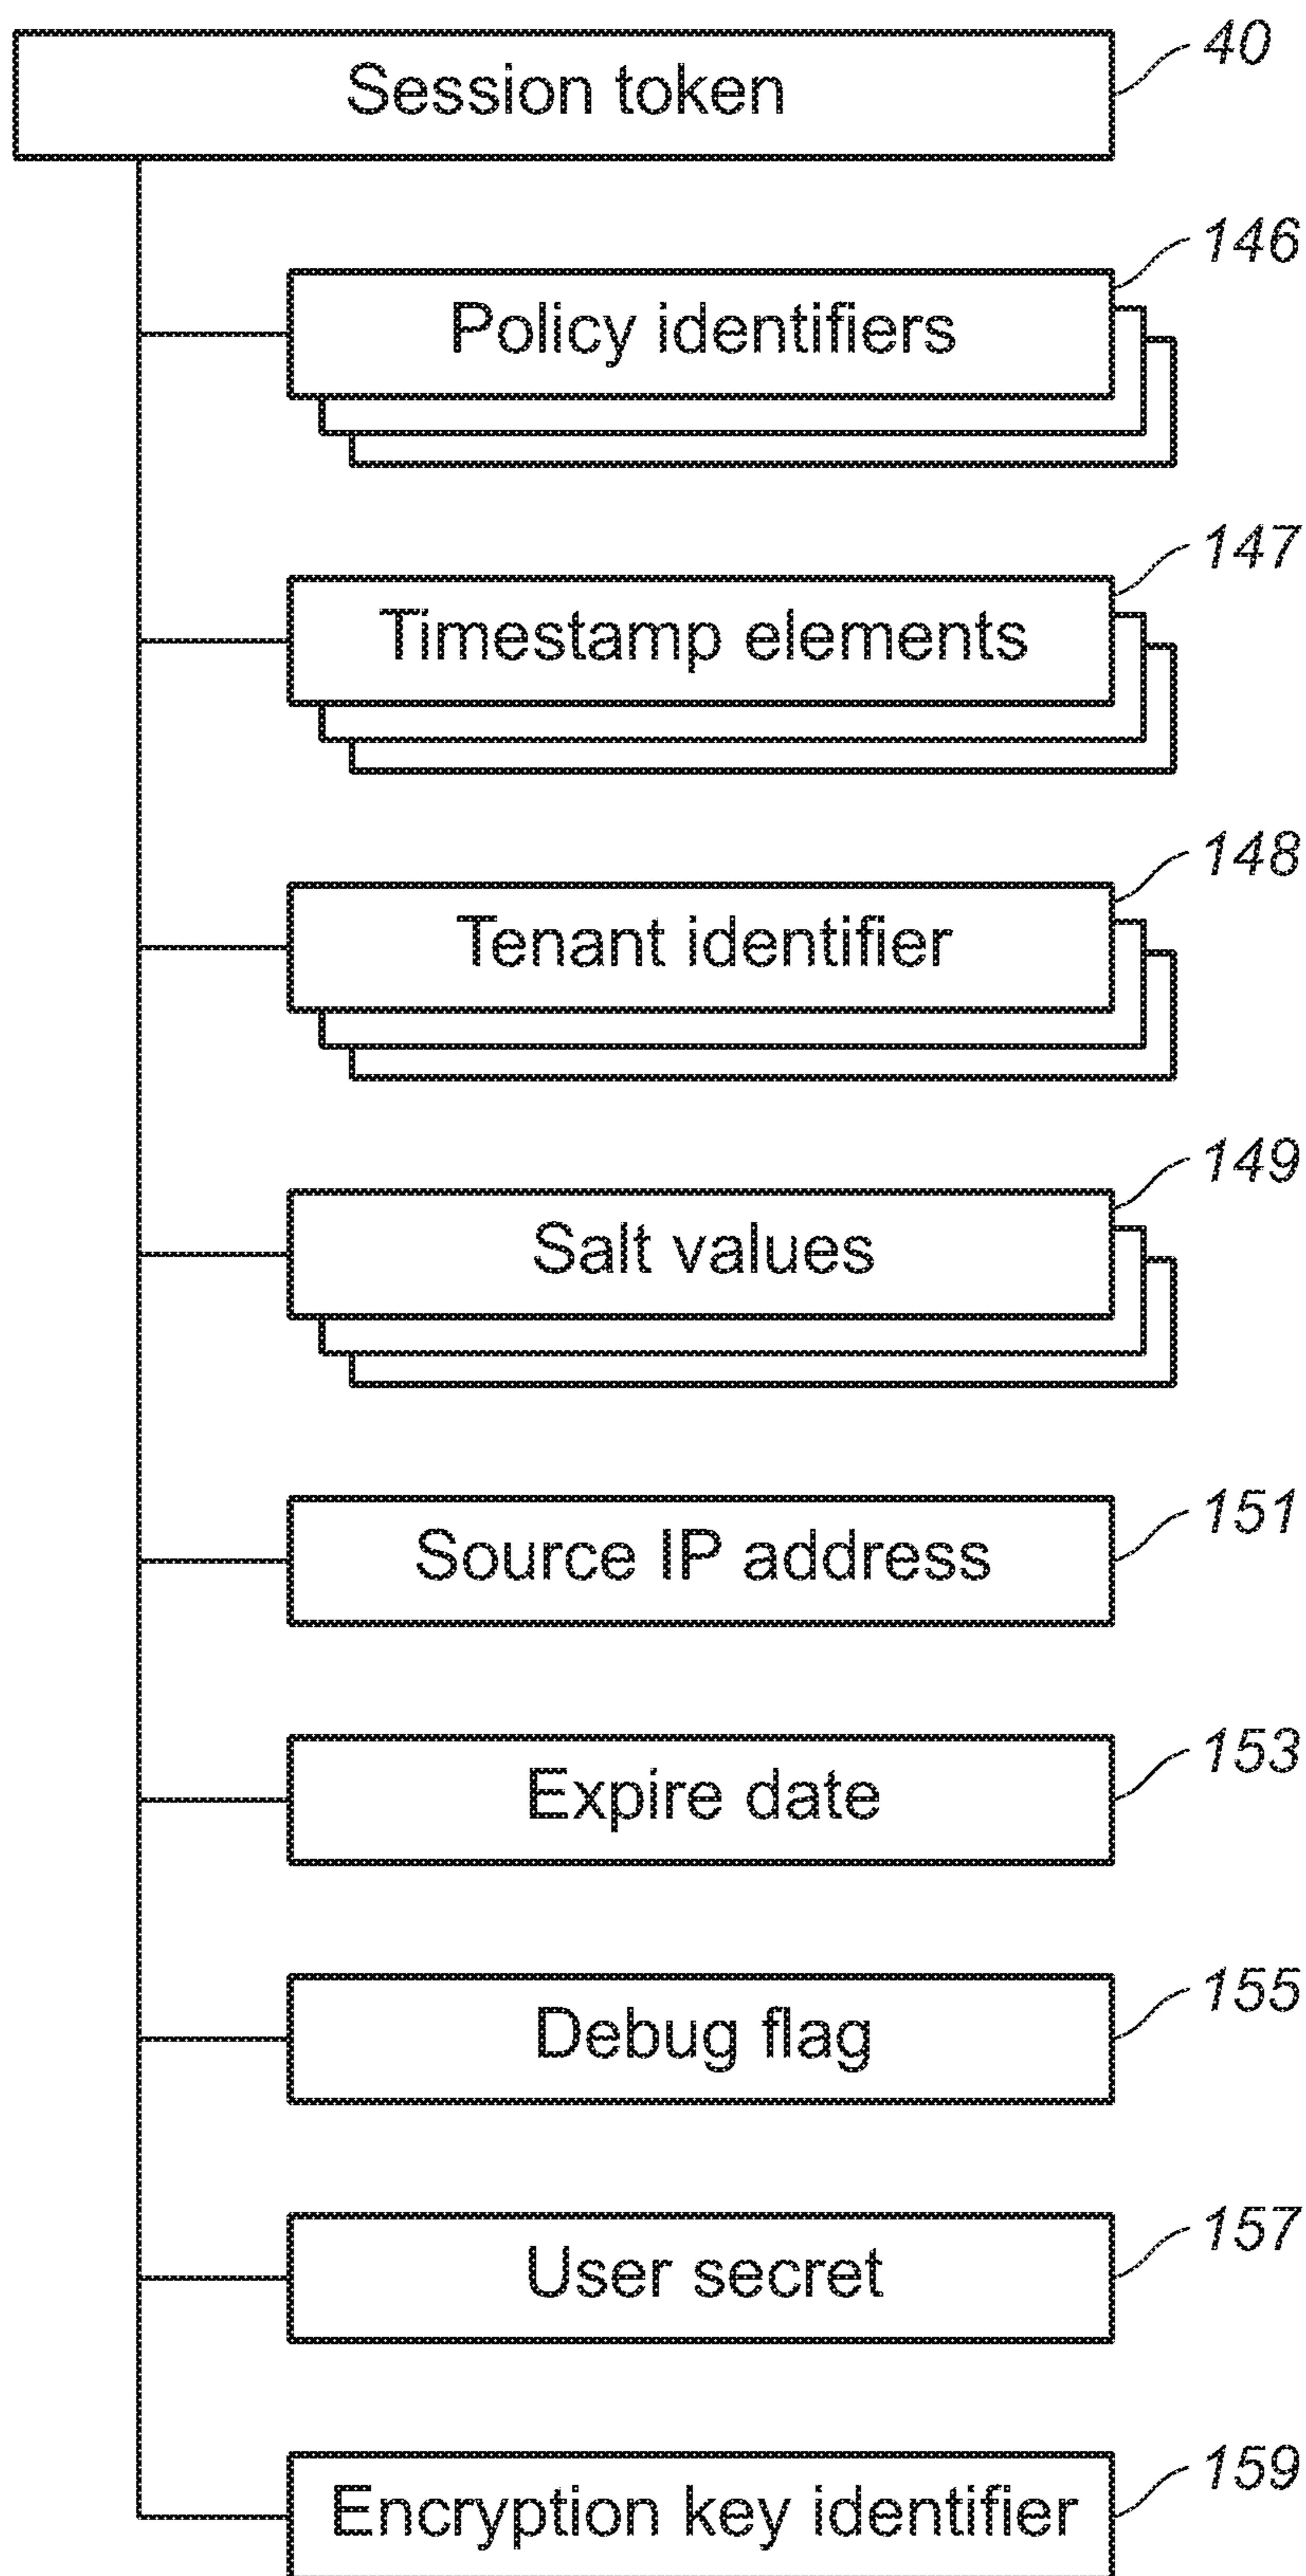 Session token
40
Policy identifiers
146
Timestamp elements
147
Tenant identifier
148
Salt values
149
Source IP address
151
Expire date
153
Debug flag
155
User secret
157
Encryption key identifier
159